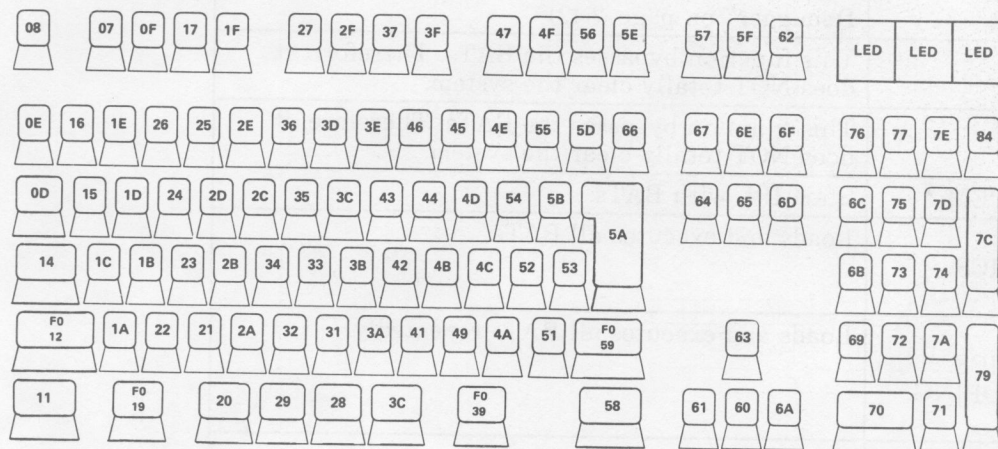 08 07 0F 17 1F 27 2F 37 3F 47 4F 56 5E 57 5F 62
LED LED LED
0E 16 1E 26 25 2E 36 3D 3E 46 45 4E 55 5D 66 67 6E 6F 76 77 7E 84
0D 15 1D 24 2D 2C 35 3C 43 44 4D 54 5B 64 65 6D 6C 75 7D
5A 7C
14 1C 1B 23 2B 34 33 3B 42 4B 4C 52 53 6B 73 74
F0 F0
12 1A 22 21 2A 32 31 3A 41 49 4A 51 59 63 69 72 7A
79
11 F0 20 29 28 3C F0 58 61 60 6A 70 71
19 39